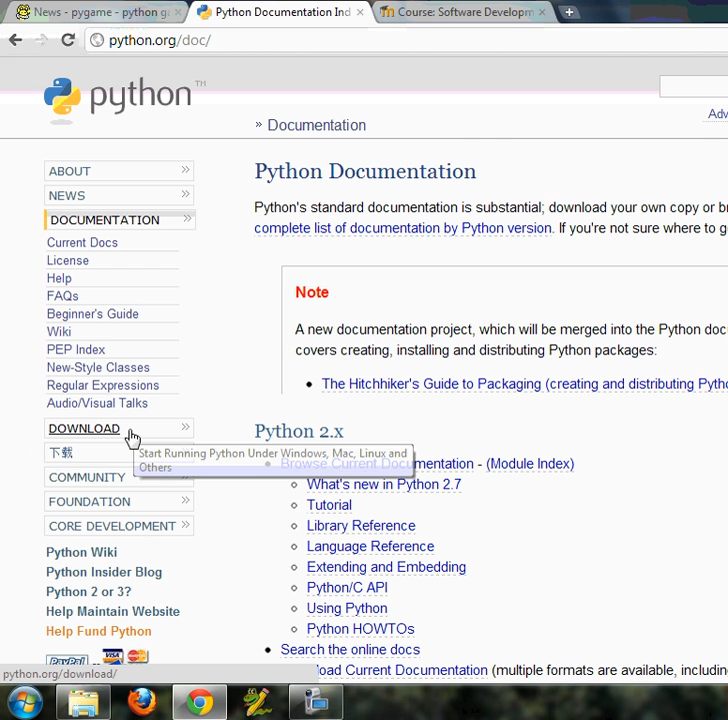 News - pygame - python g
Python Documentation Ind
Course: Software Developm
python.org/doc/
python™
Adv
» Documentation
ABOUT
NEWS
DOCUMENTATION
Current Docs
License
Help
FAQs
Beginner's Guide
Wiki
PEP Index
New-Style Classes
Regular Expressions
Audio/Visual Talks
DOWNLOAD
下载
COMMUNITY
FOUNDATION
CORE DEVELOPMENT
Python Wiki
Python Insider Blog
Python 2 or 3?
Help Maintain Website
Help Fund Python
PayPal VISA
python.org/download/
Start Running Python Under Windows, Mac, Linux and
Others
Python Documentation
Python's standard documentation is substantial; download your own copy or br
complete list of documentation by Python version. If you're not sure where to g
Note
A new documentation project, which will be merged into the Python doc
covers creating, installing and distributing Python packages:
• The Hitchhiker's Guide to Packaging (creating and distributing Pytho
Python 2.x
• Browse Current Documentation - (Module Index)
What's new in Python 2.7
Tutorial
Library Reference
Language Reference
Extending and Embedding
Python/C API
Using Python
Python HOWTOs
• Search the online docs
load Current Documentation (multiple formats are available, includin